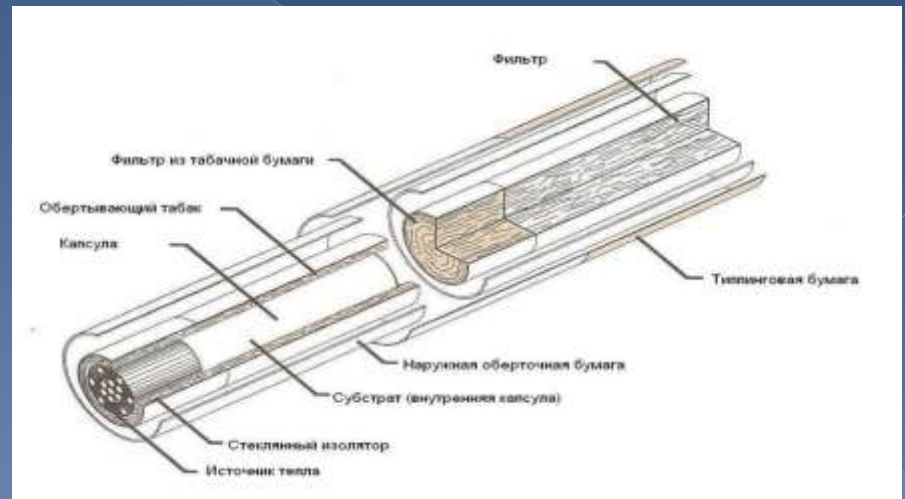 Фильтр
Фильтр из табачной бумаги
Обертывающий табак
Капсула
Типпинговая бумага
Наружная оберточная бумага
Субстрат (внутренняя капсула)
Стеклянный изолятор
Источник тепла